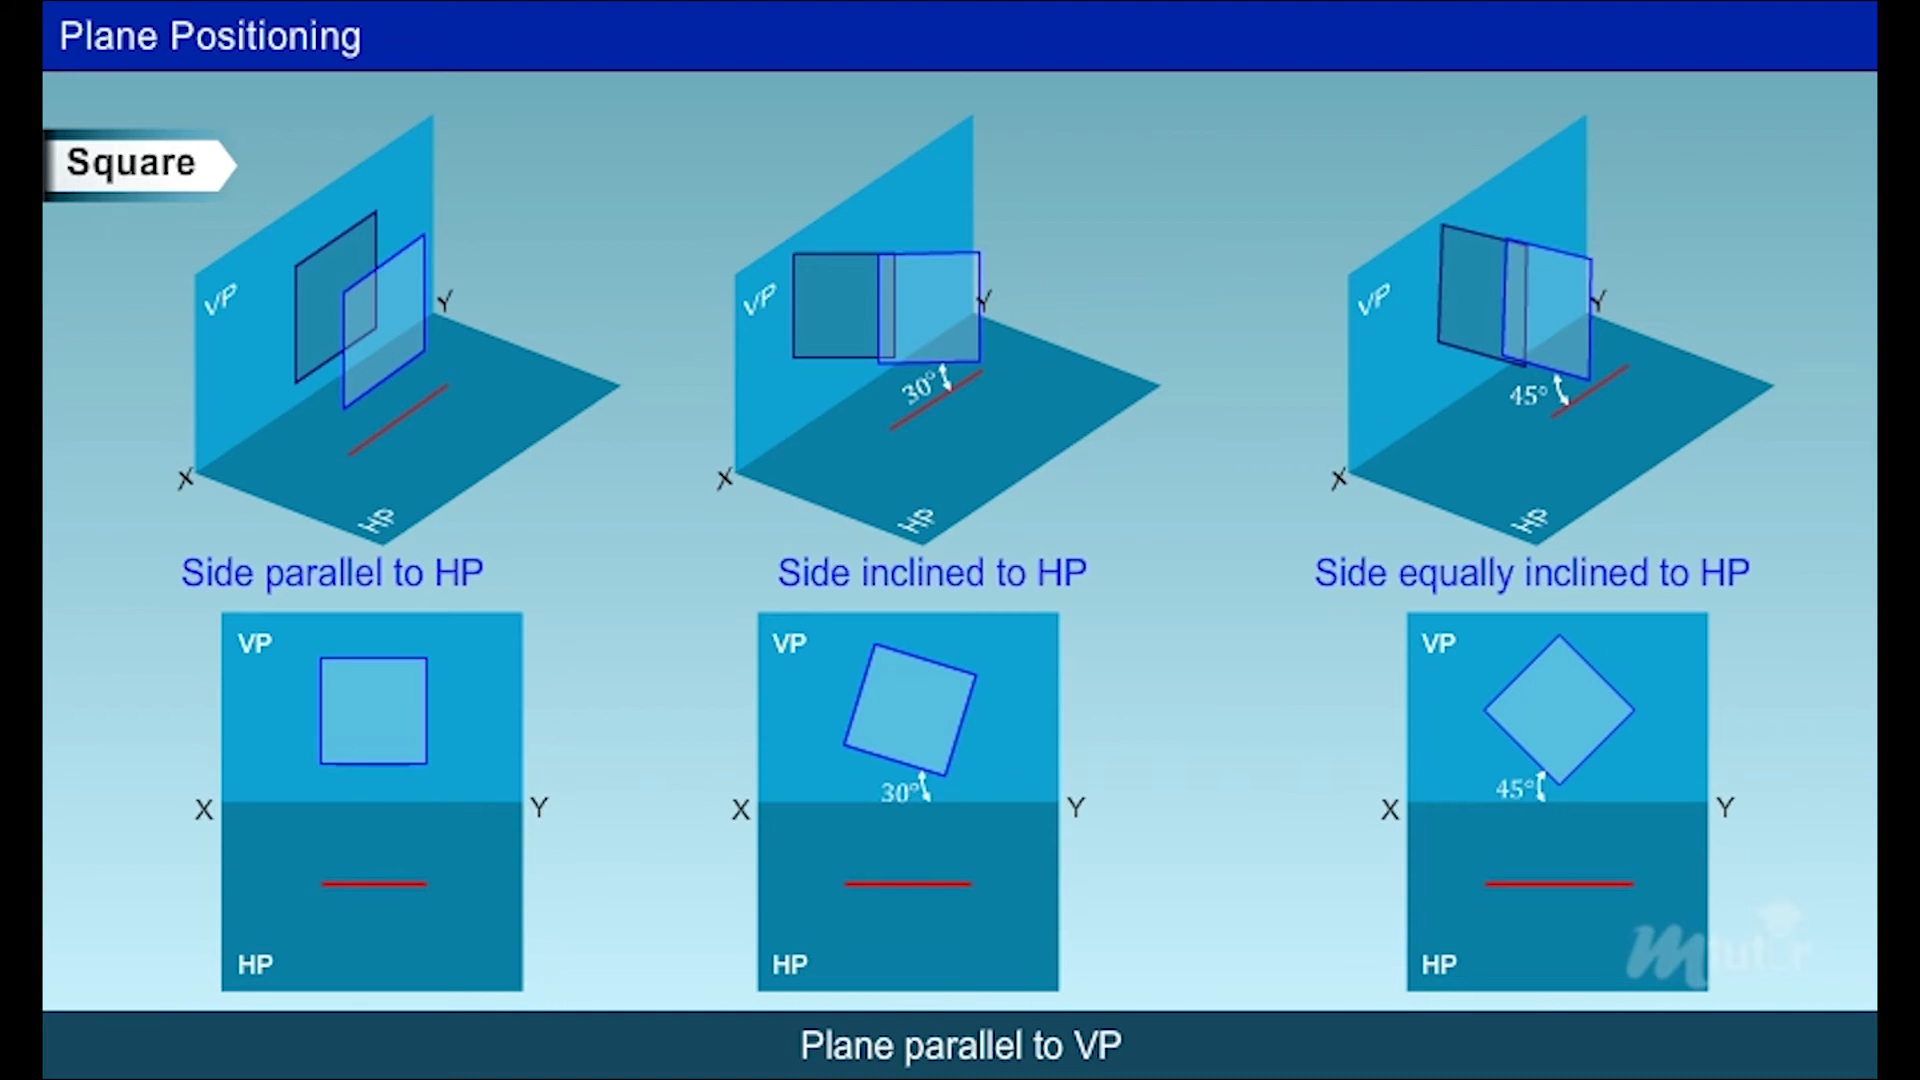 Plane Positioning
Square
VP
Y
X
HP
VP
Y
30°
X
HP
VP
Y
45°
X
HP
Side parallel to HP
Side inclined to HP
Side equally inclined to HP
VP
X
Y
HP
VP
30°
X
Y
HP
VP
45°
X
Y
HP
mtutor
Plane parallel to VP